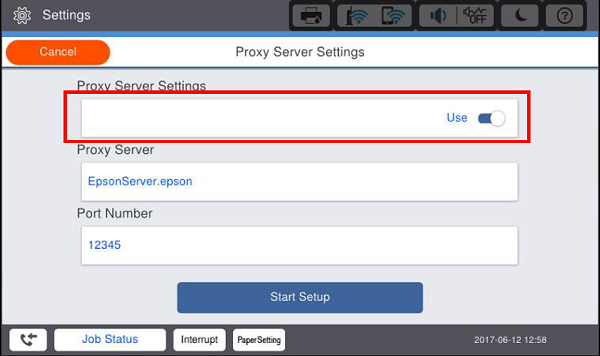 Settings
OFF
Cancel
Proxy Server Settings
Proxy Server Settings
Use
Proxy Server
EpsonServer.epson
Port Number
12345
Start Setup
Job Status
Interrupt
PaperSetting
2017-06-12 12:58